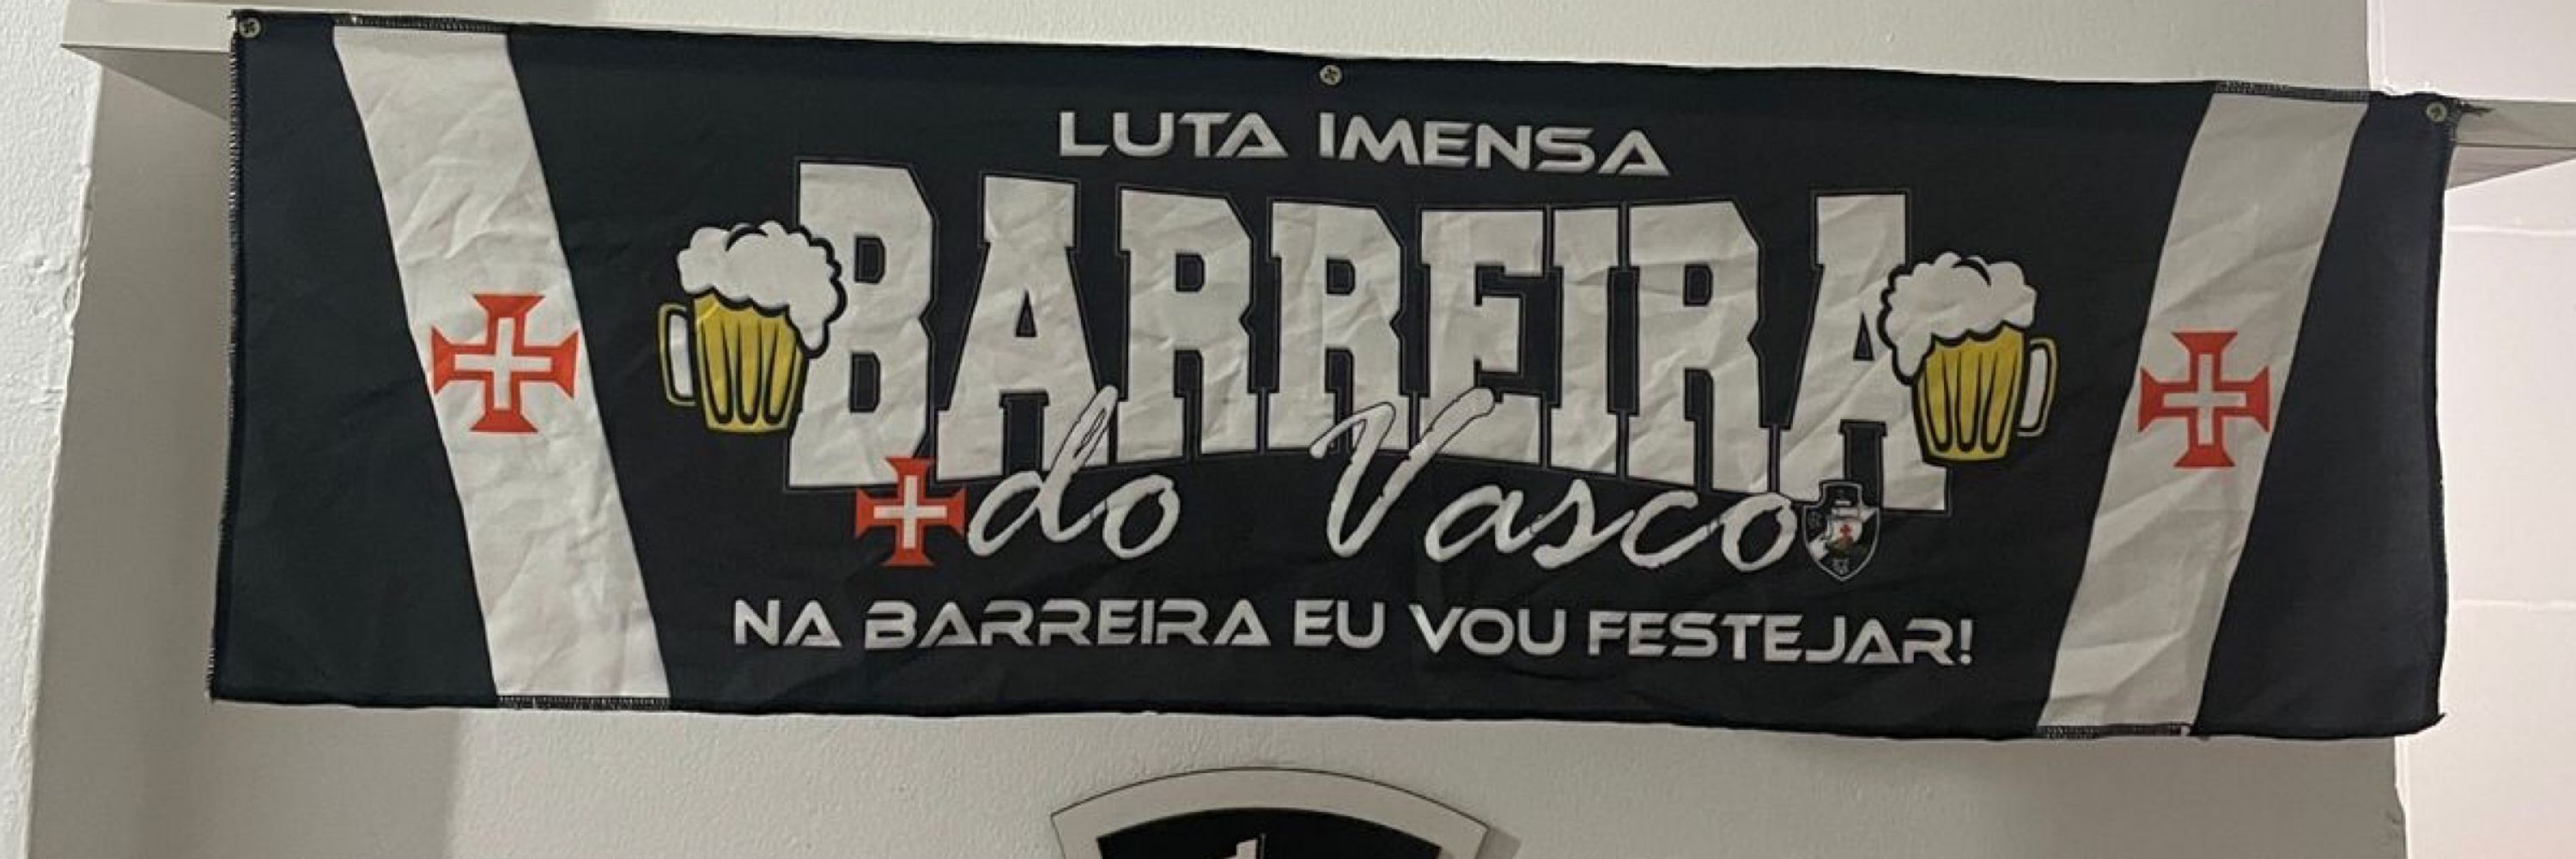 LUTA IMENSA
BARREIRA
do Vasco
NA BARREIRA EU VOU FESTEJAR!